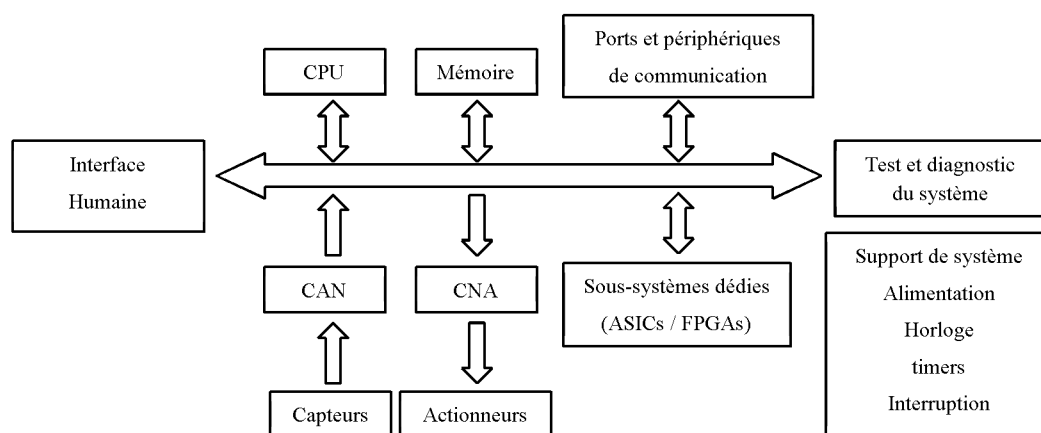 Ports et périphériques
de communication
CPU
Mémoire
Interface
Humaine
Test et diagnostic
du système
CAN
CNA
Sous-systèmes dédies
(ASICs / FPGAs)
Support de système
Alimentation
Horloge
timers
Interruption
Capteurs
Actionneurs